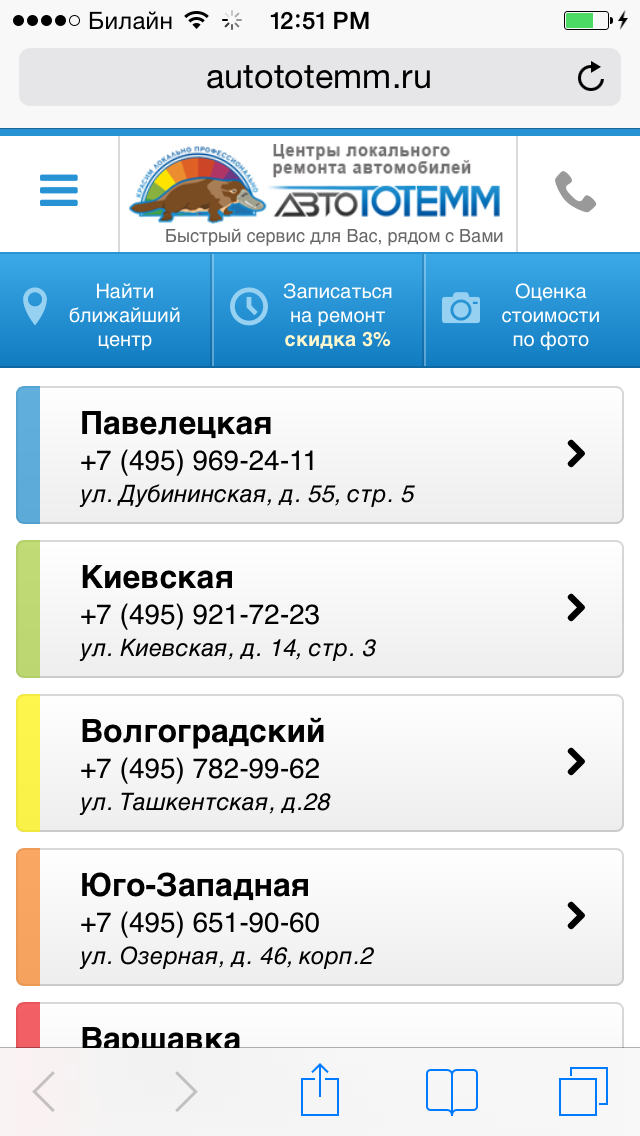 Билайн 12:51 PM
autototemm.ru
КРАСИМ ЛОКАЛЬНО ПРОФЕССИОНАЛЬНО
Центры локального
ремонта автомобилей
АВТОТОТЕММ
Быстрый сервис для Вас, рядом с Вами
Найти
ближайший
центр
Записаться
на ремонт
скидка 3%
Оценка
стоимости
по фото
Павелецкая
+7 (495) 969-24-11
ул. Дубининская, д. 55, стр. 5
Киевская
+7 (495) 921-72-23
ул. Киевская, д. 14, стр. 3
Волгоградский
+7 (495) 782-99-62
ул. Ташкентская, д.28
Юго-Западная
+7 (495) 651-90-60
ул. Озерная, д. 46, корп.2
Варшавка